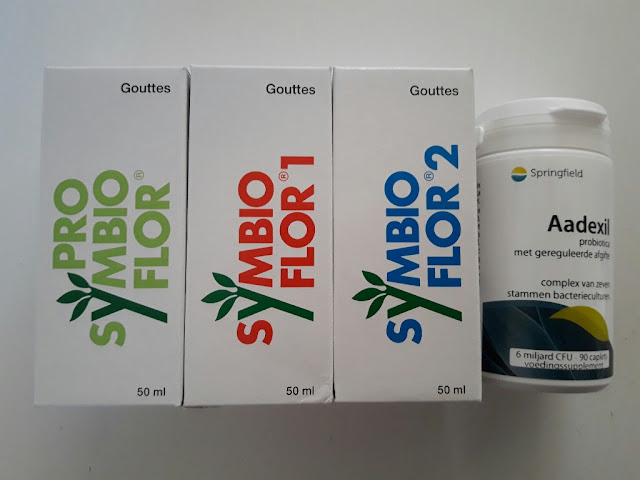 Gouttes
PRO
SYMBIO
FLOR®
50 ml
Gouttes
SYMBIO
FLOR®1
50 ml
Gouttes
SYMBIO
FLOR®2
50 ml
Springfield
Aadexil
probiotica
met gereguleerde afgifte
complex van zeven
stammen bacterieculturen
6 miljard CFU · 90 caplets
voedingssupplement